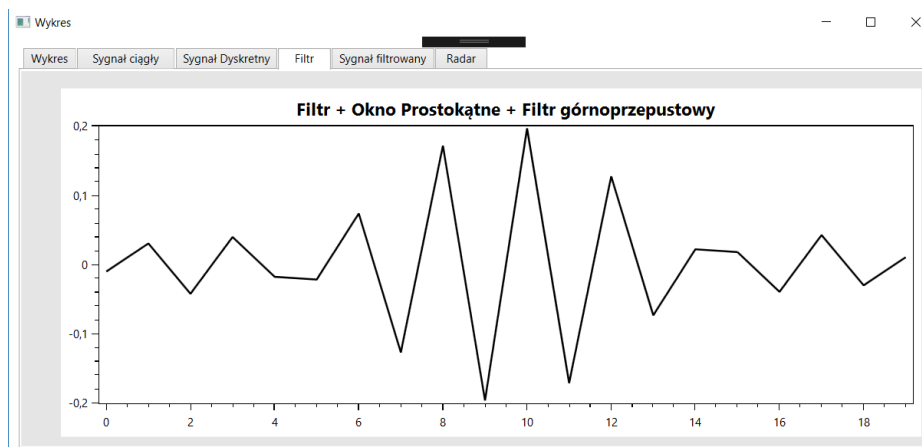 Wykres
Wykres Sygnał ciągły Sygnał Dyskretny Filtr Sygnał filtrowany Radar
Filtr + Okno Prostokątne + Filtr górnoprzepustowy
0,2
0,1
0
-0,1
-0,2
0 2 4 6 8 10 12 14 16 18